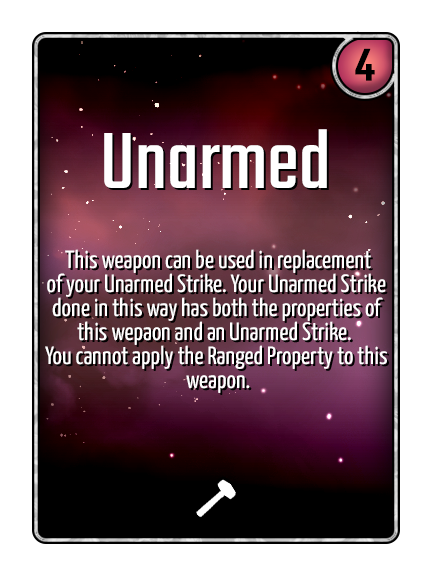 4
Unarmed
This weapon can be used in replacement
of your Unarmed Strike. Your Unarmed Strike
done in this way has both the properties of
this wepaon and an Unarmed Strike.
You cannot apply the Ranged Property to this
weapon.